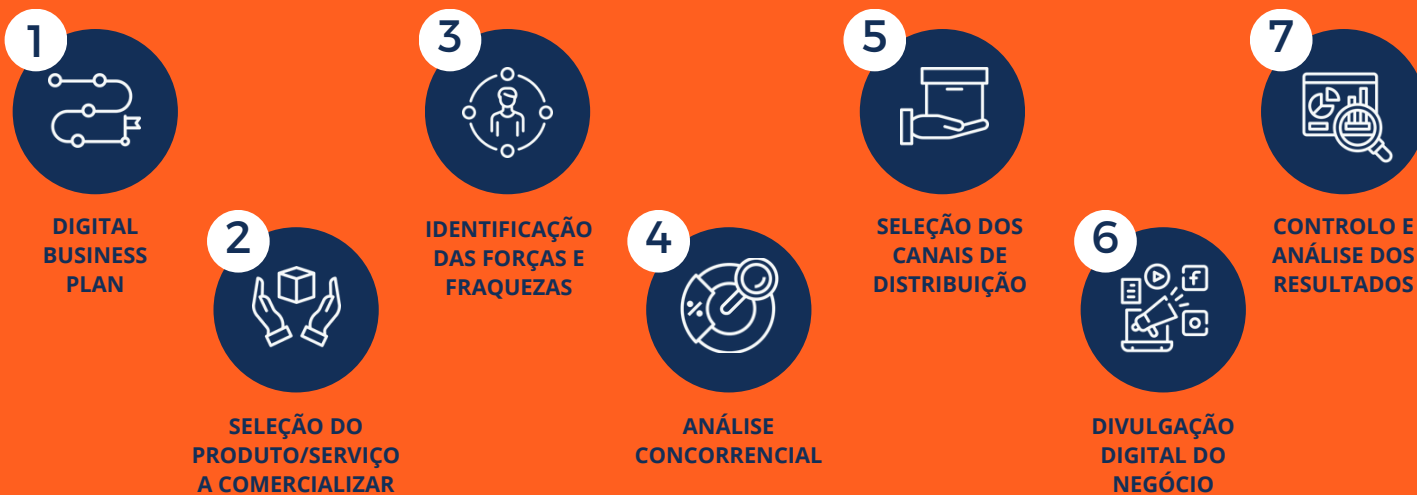 1
DIGITAL
BUSINESS
PLAN
2
SELEÇÃO DO
PRODUTO/SERVIÇO
A COMERCIALIZAR
3
IDENTIFICAÇÃO
DAS FORÇAS E
FRAQUEZAS
4
%
ANÁLISE
CONCORRENCIAL
5
SELEÇÃO DOS
CANAIS DE
DISTRIBUIÇÃO
6
f
DIVULGAÇÃO
DIGITAL DO
NEGÓCIO
7
CONTROLO E
ANÁLISE DOS
RESULTADOS